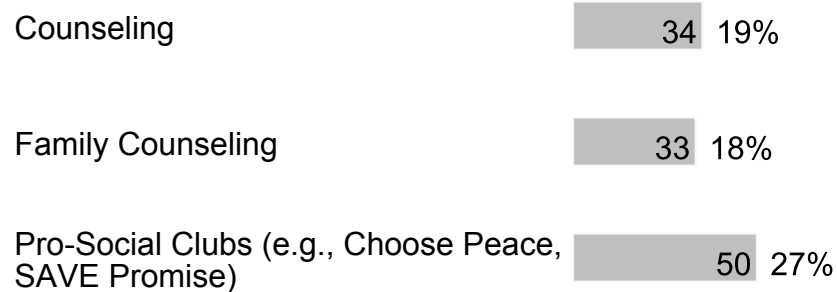 Counseling 34 19%
Family Counseling 33 18%
Pro-Social Clubs (e.g., Choose Peace,
SAVE Promise) 50 27%